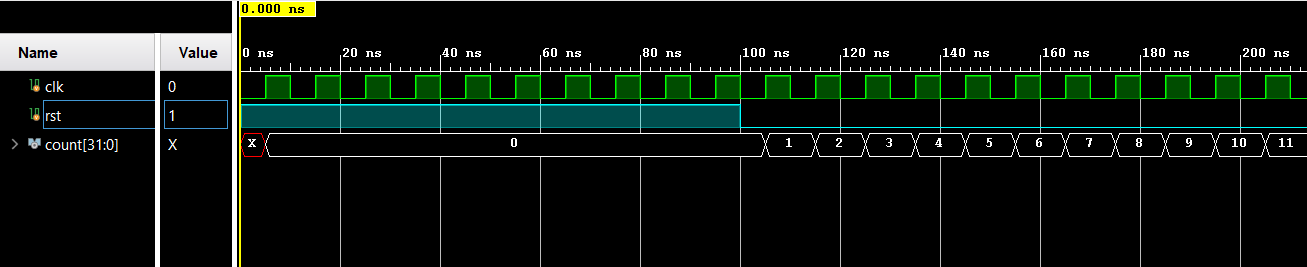 0.000 ns
Name Value
0 ns 20 ns 40 ns 60 ns 80 ns 100 ns 120 ns 140 ns 160 ns 180 ns 200 ns
clk 0
rst 1
count[31:0] X X 0 1 2 3 4 5 6 7 8 9 10 11